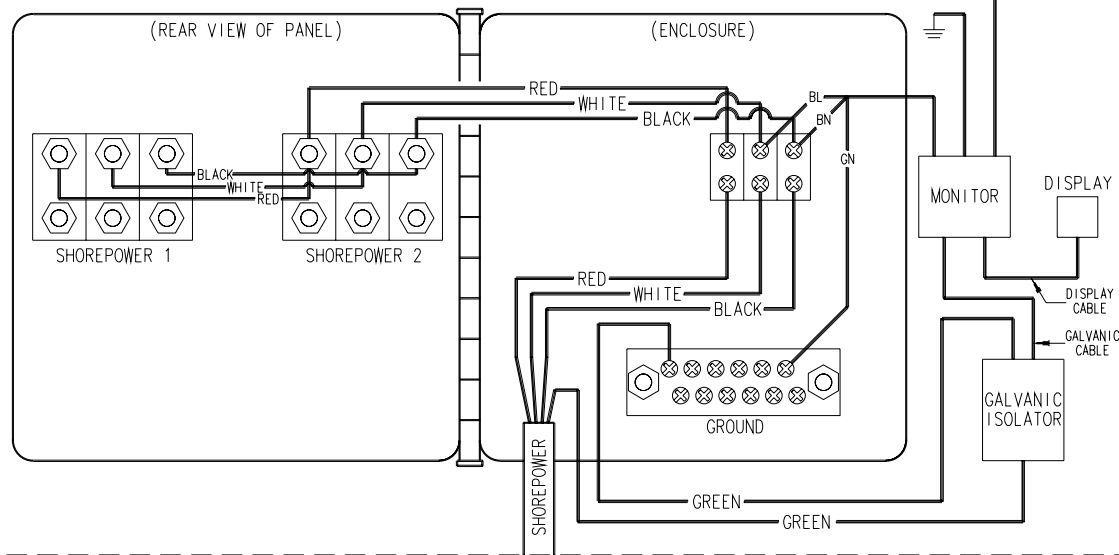 (REAR VIEW OF PANEL)
(ENCLOSURE)
RED
WHITE
BLACK
BL
BN
GN
BLACK
WHITE
RED
SHOREPOWER 1
SHOREPOWER 2
MONITOR
DISPLAY
RED
WHITE
BLACK
DISPLAY
CABLE
GALVANIC
CABLE
GROUND
GALVANIC
ISOLATOR
SHOREPOWER
GREEN
GREEN